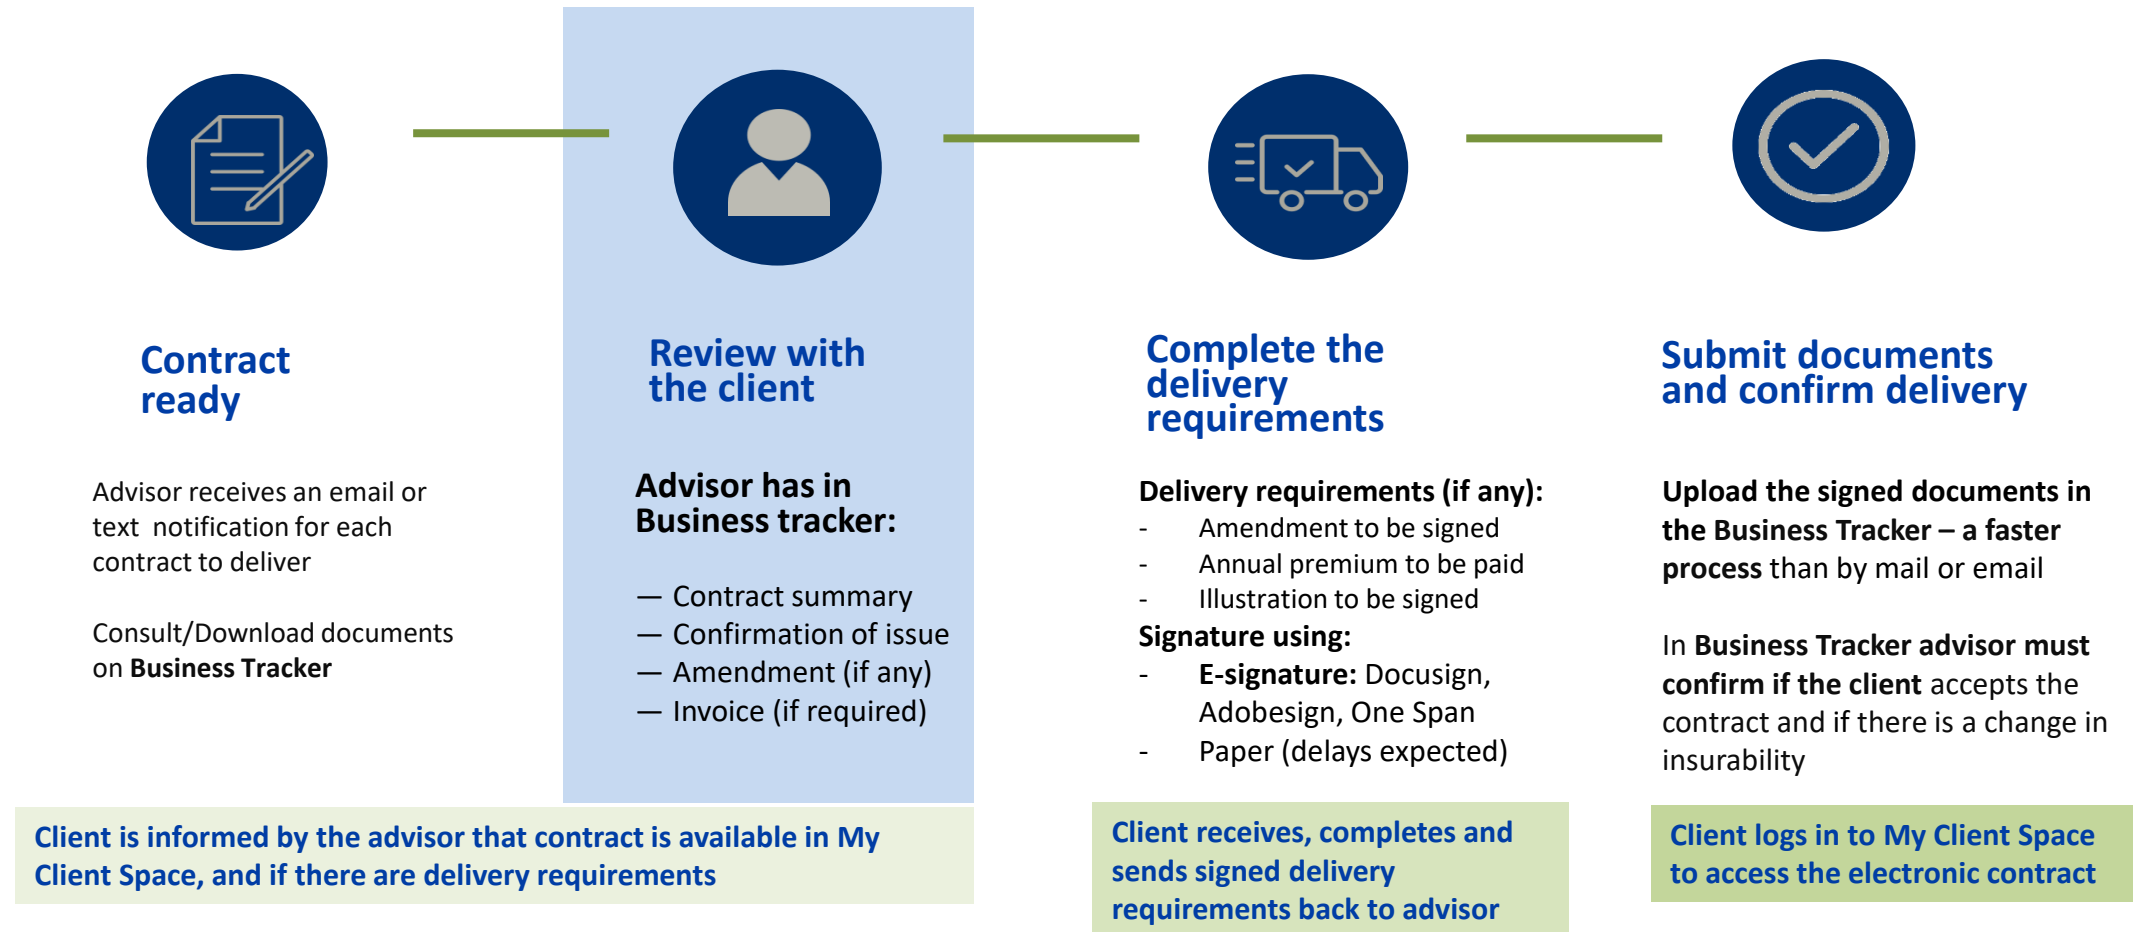 Contract
ready
Advisor receives an email or
text  notification for each
contract to deliver
Consult/Download documents
on Business Tracker
Review with
the client
Advisor has in
Business tracker:
— Contract summary
— Confirmation of issue
— Amendment (if any)
— Invoice (if required)
Client is informed by the advisor that contract is available in My
Client Space, and if there are delivery requirements
Complete the
delivery
requirements
Delivery requirements (if any):
- Amendment to be signed
- Annual premium to be paid
- Illustration to be signed
Signature using:
- E-signature: Docusign,
Adobesign, One Span
- Paper (delays expected)
Client receives, completes and
sends signed delivery
requirements back to advisor
Submit documents
and confirm delivery
Upload the signed documents in
the Business Tracker – a faster
process than by mail or email
In Business Tracker advisor must
confirm if the client accepts the
contract and if there is a change in
insurability
Client logs in to My Client Space
to access the electronic contract